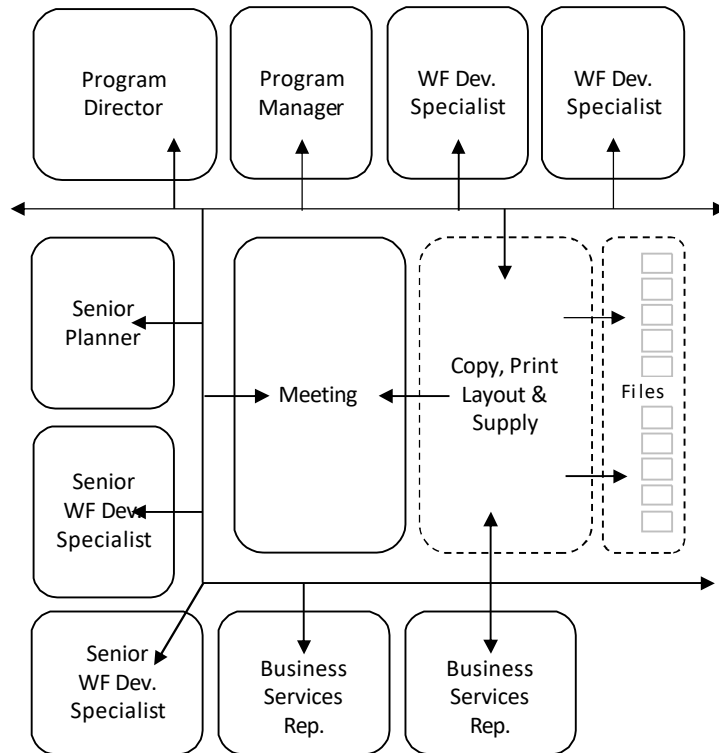 Program
Director
Program
Manager
WF Dev.
Specialist
WF Dev.
Specialist
Senior
Planner
Meeting
Copy, Print
Layout &
Supply
Files
Senior
WF Dev.
Specialist
Senior
WF Dev.
Specialist
Business
Services
Rep.
Business
Services
Rep.